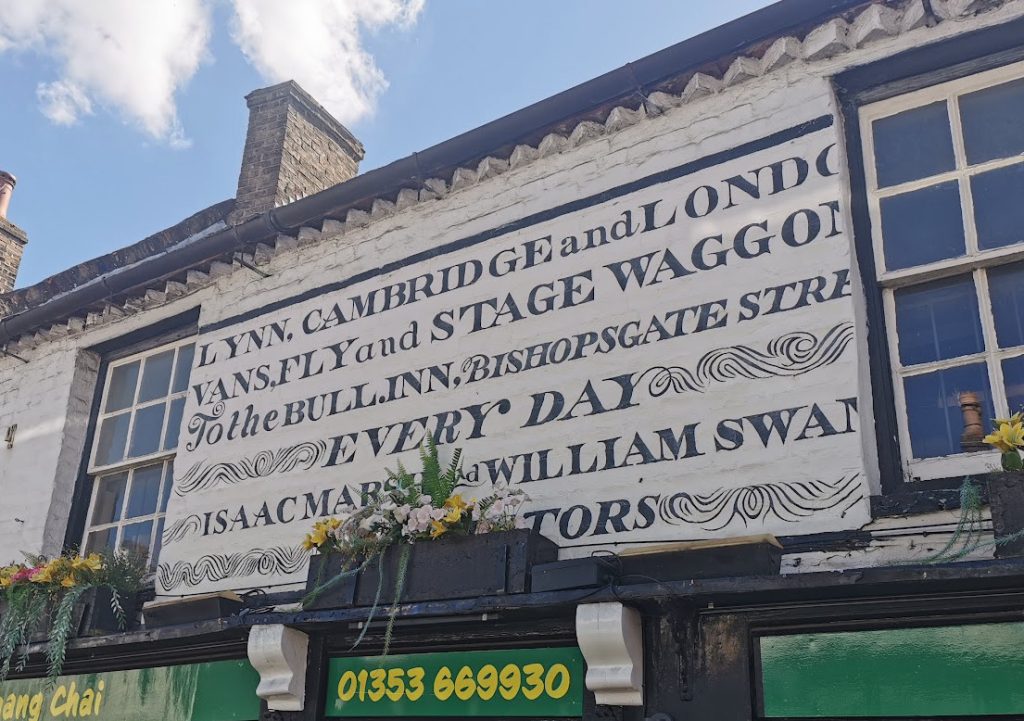 LYNN, CAMBRIDGE and LONDO
VANS, FLY and STAGE WAGGON
To the BULL.INN, BISHOPSGATE STRE
EVERY DAY
ISAAC MARS WILLIAM SWAN
TORS
Chai
01353 669930